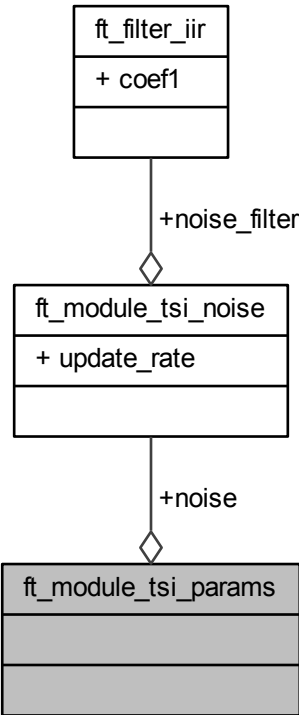 ft_filter_iir
+ coef1
+noise_filter
ft_module_tsi_noise
+ update_rate
+noise
ft_module_tsi_params